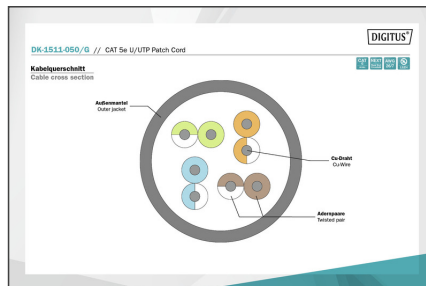 DIGITUS®
DK-1511-050/G // CAT 5e U/UTP Patch Cord
Kabelquerschnitt
Cable cross section
Außenmantel
Outer jacket
Cu-Draht
Cu-Wire
Aderpaare
Twisted pair